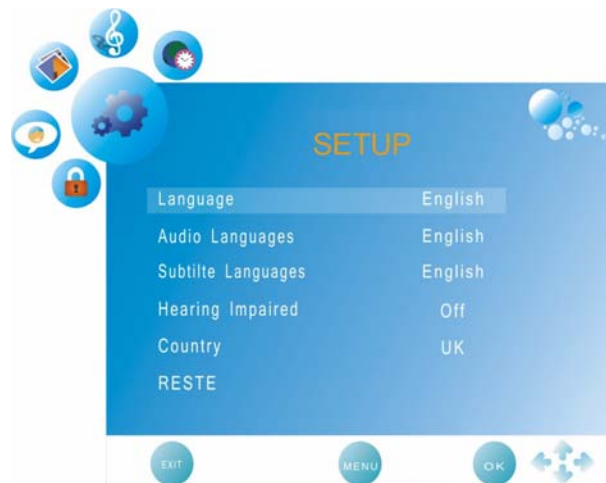 SETUP
Language English
Audio Languages English
Subtilte Languages English
Hearing Impaired Off
Country UK
RESTE
EXIT MENU OK